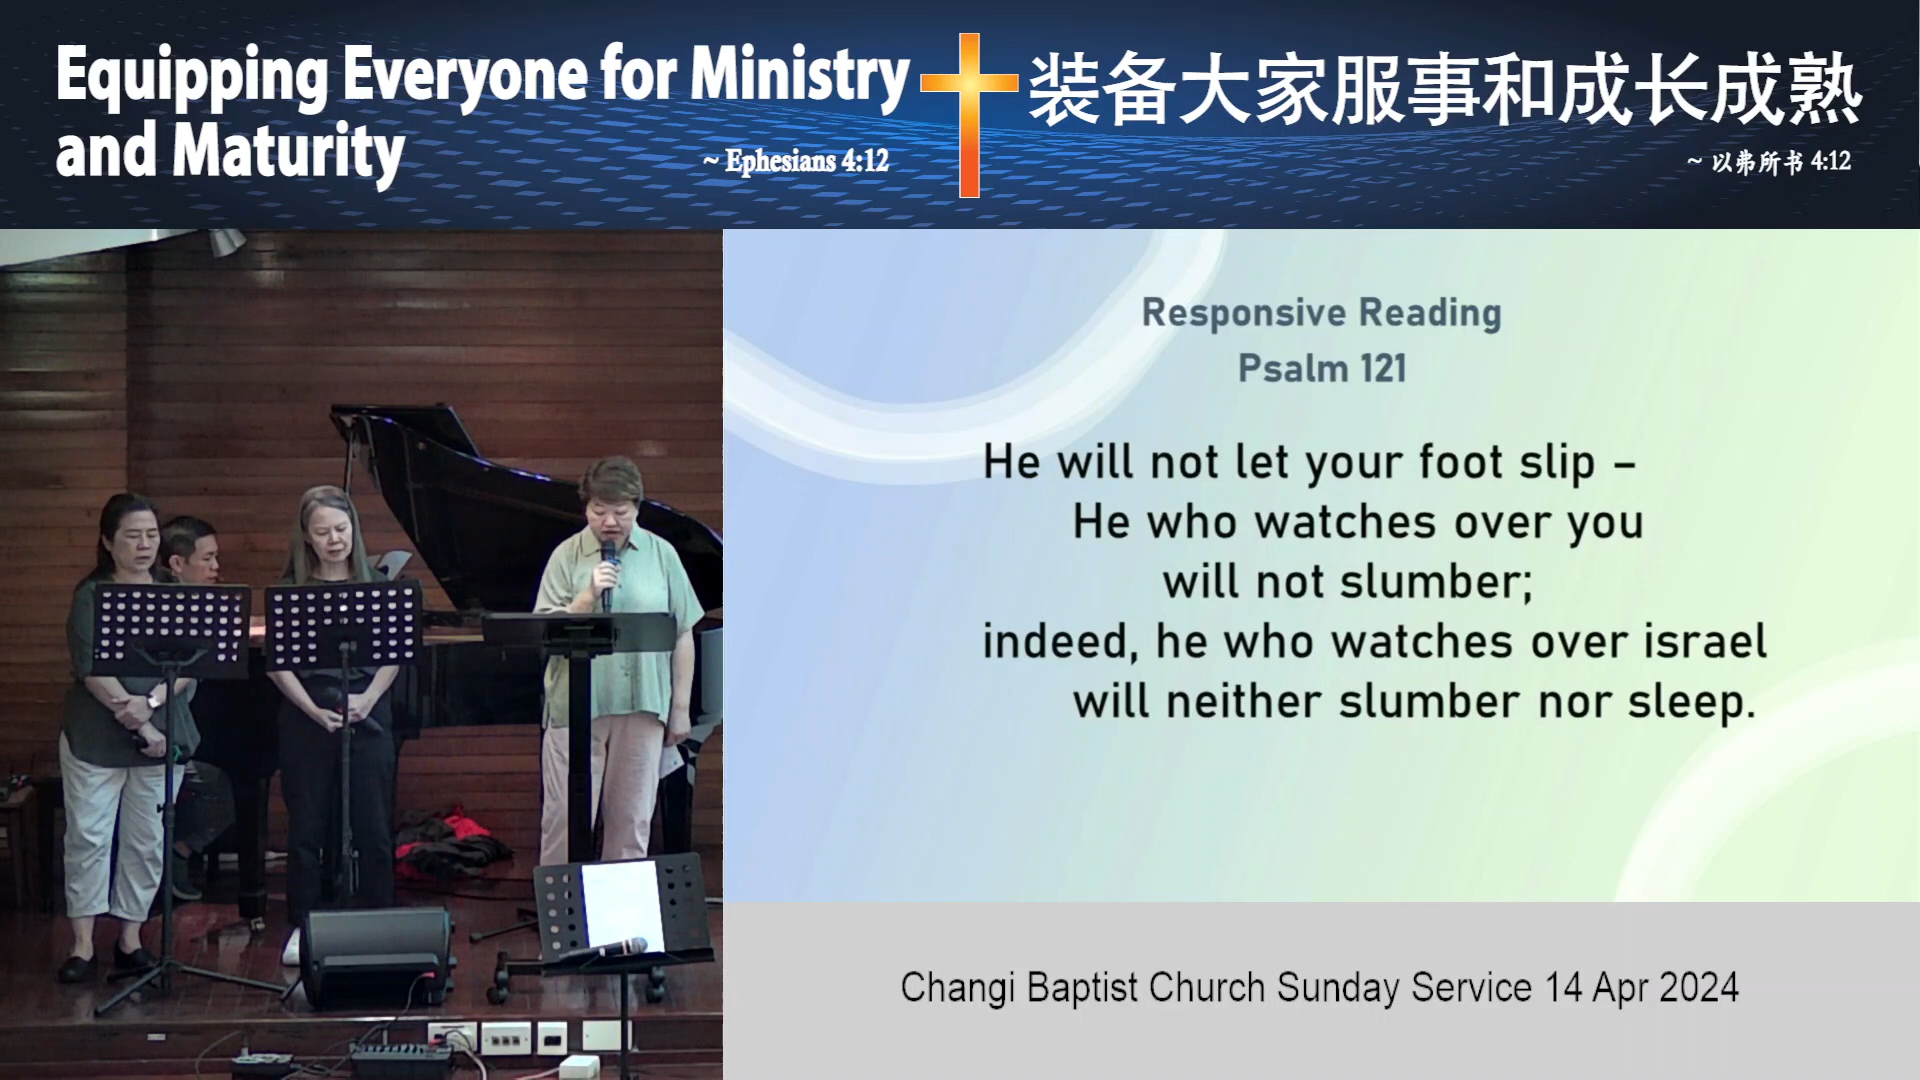 Equipping Everyone for Ministry
and Maturity
~ Ephesians 4:12
装备大家服事和成长成熟
~ 以弗所书 4:12
Responsive Reading
Psalm 121
He will not let your foot slip –
He who watches over you
will not slumber;
indeed, he who watches over israel
will neither slumber nor sleep.
Changi Baptist Church Sunday Service 14 Apr 2024